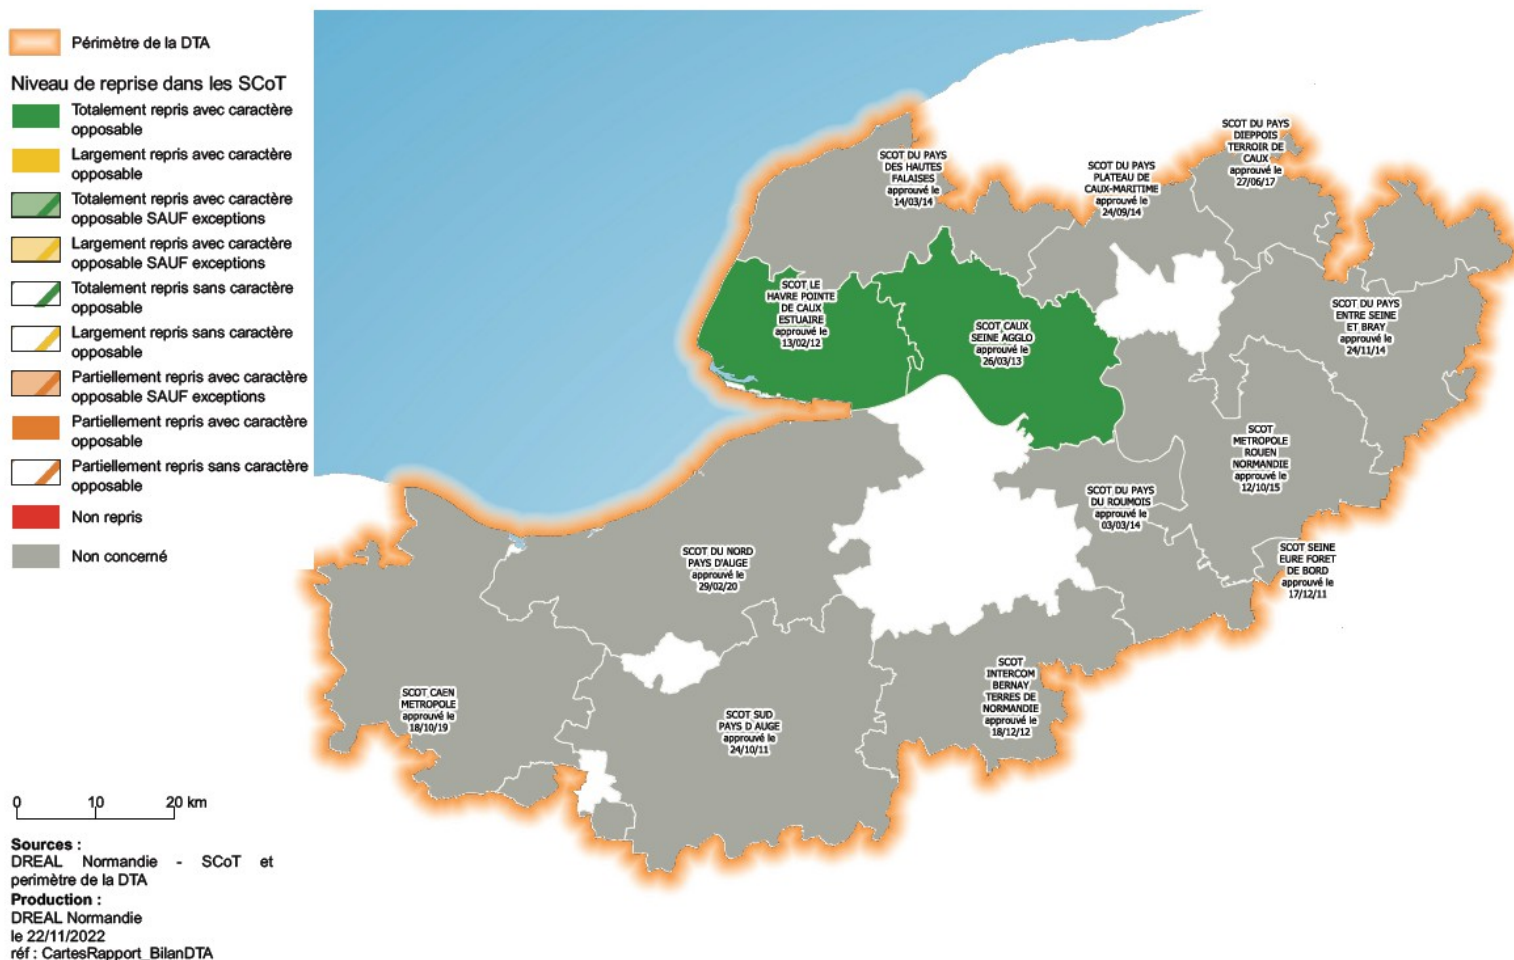 Périmètre de la DTA
Niveau de reprise dans les SCoT
Totalement repris avec caractère
opposable
Largement repris avec caractère
opposable
Totalement repris avec caractère
opposable SAUF exceptions
Largement repris avec caractère
opposable SAUF exceptions
Totalement repris sans caractère
opposable
Largement repris sans caractère
opposable
Partiellement repris avec caractère
opposable SAUF exceptions
Partiellement repris avec caractère
opposable
Partiellement repris sans caractère
opposable
Non repris
Non concerné
0 10 20 km
Sources :
DREAL Normandie - SCoT et
perimètre de la DTA
Production :
DREAL Normandie
le 22/11/2022
réf : CartesRapport_BilanDTA
SCOT DU PAYS
DES HAUTES
FALAISES
approuvé le
14/03/14
SCOT DU PAYS
PLATEAU DE
CAUX-MARITIME
approuvé le
24/09/14
SCOT DU PAYS
DIEPPOIS
TERROIR DE
CAUX
approuvé le
27/06/17
SCOT LE
HAVRE POINTE
DE CAUX
ESTUAIRE
approuvé le
13/02/12
SCOT CAUX
SEINE AGGLO
approuvé le
26/03/13
SCOT DU PAYS
ENTRE SEINE
ET BRAY
approuvé le
24/11/14
SCOT
METROPOLE
ROUEN
NORMANDIE
approuvé le
12/10/15
SCOT DU PAYS
DU ROUMOIS
approuvé le
03/03/14
SCOT SEINE
EURE FORET
DE BORD
approuvé le
17/12/11
SCOT DU NORD
PAYS D'AUGE
approuvé le
29/02/20
SCOT CAEN
METROPOLE
approuvé le
18/10/19
SCOT SUD
PAYS D AUGE
approuvé le
24/10/11
SCOT
INTERCOM
BERNAY
TERRES DE
NORMANDIE
approuvé le
18/12/12